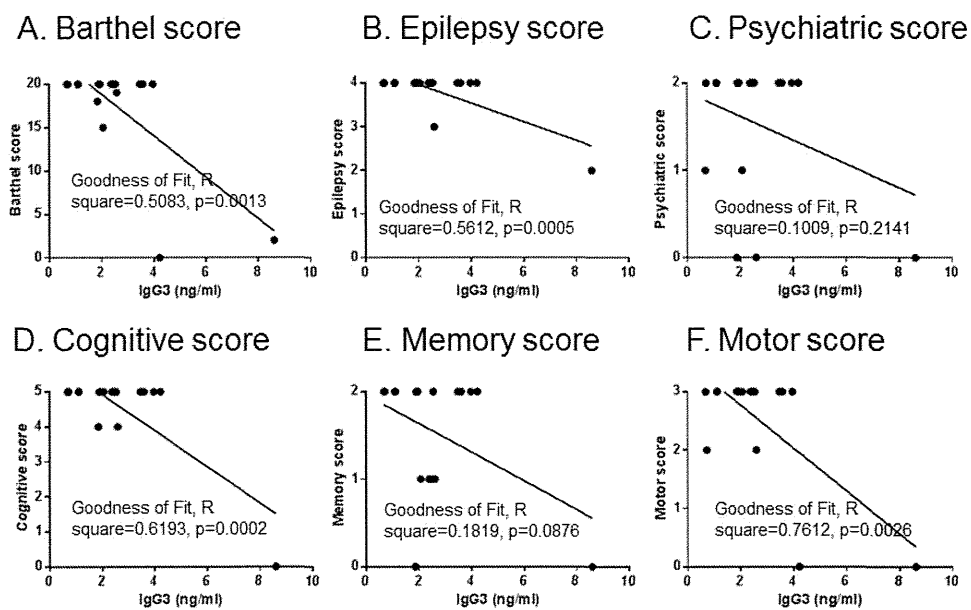 A. Barthel score
B. Epilepsy score
C. Psychiatric score
20
15
10
5
0
Barthel score
Goodness of Fit, R
square=0.5083, p=0.0013
0 2 4 6 8 10
IgG3 (ng/ml)
4
3
2
1
0
Epilepsy score
Goodness of Fit, R
square=0.5612, p=0.0005
0 2 4 6 8 10
IgG3 (ng/ml)
2
1
0
Psychiatric score
Goodness of Fit, R
square=0.1009, p=0.2141
0 2 4 6 8 10
IgG3 (ng/ml)
D. Cognitive score
E. Memory score
F. Motor score
5
4
3
2
1
0
Cognitive score
Goodness of Fit, R
square=0.6193, p=0.0002
0 2 4 6 8 10
IgG3 (ng/ml)
2
1
0
Memory score
Goodness of Fit, R
square=0.1819, p=0.0876
0 2 4 6 8 10
IgG3 (ng/ml)
3
2
1
0
Motor score
Goodness of Fit, R
square=0.7612, p=0.0026
0 2 4 6 8 10
IgG3 (ng/ml)